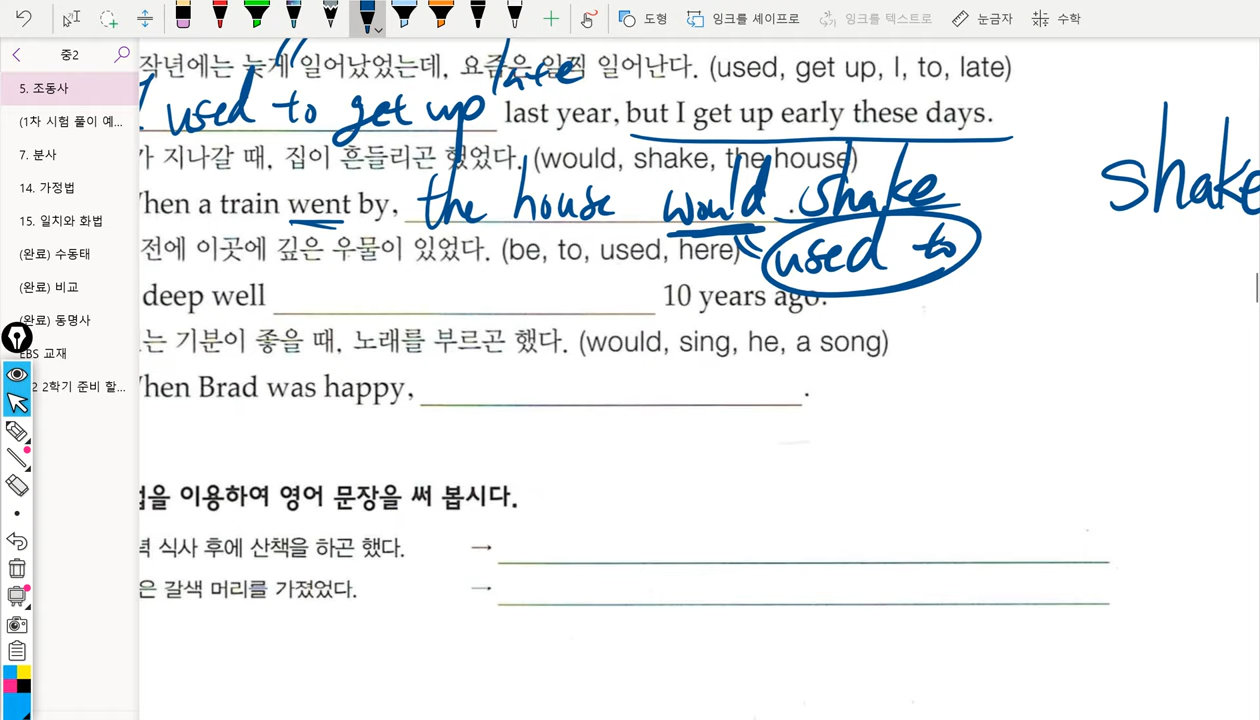 도형
잉크를 셰이프로
잉크를 텍스트로
눈금자
수학
중2
5. 조동사
(1차 시험 풀이 예...
7. 분사
14. 가정법
15. 일치와 화법
(완료) 수동태
(완료) 비교
(완료) 동명사
EBS 교재
2 2학기 준비 할...
작년에는 늦게 일어났었는데, 요즘은 일찍 일어난다. (used, get up, I, to, late)
late
I used to get up last year, but I get up early these days.
가 지나갈 때, 집이 흔들리곤 했었다. (would, shake, the house)
shake
hen a train went by, the house would shake.
전에 이곳에 깊은 우물이 있었다. (be, to, used, here)
used to
deep well 10 years ago.
는 기분이 좋을 때, 노래를 부르곤 했다. (would, sing, he, a song)
hen Brad was happy, .
법을 이용하여 영어 문장을 써 봅시다.
녁 식사 후에 산책을 하곤 했다. →
은 갈색 머리를 가졌었다. →